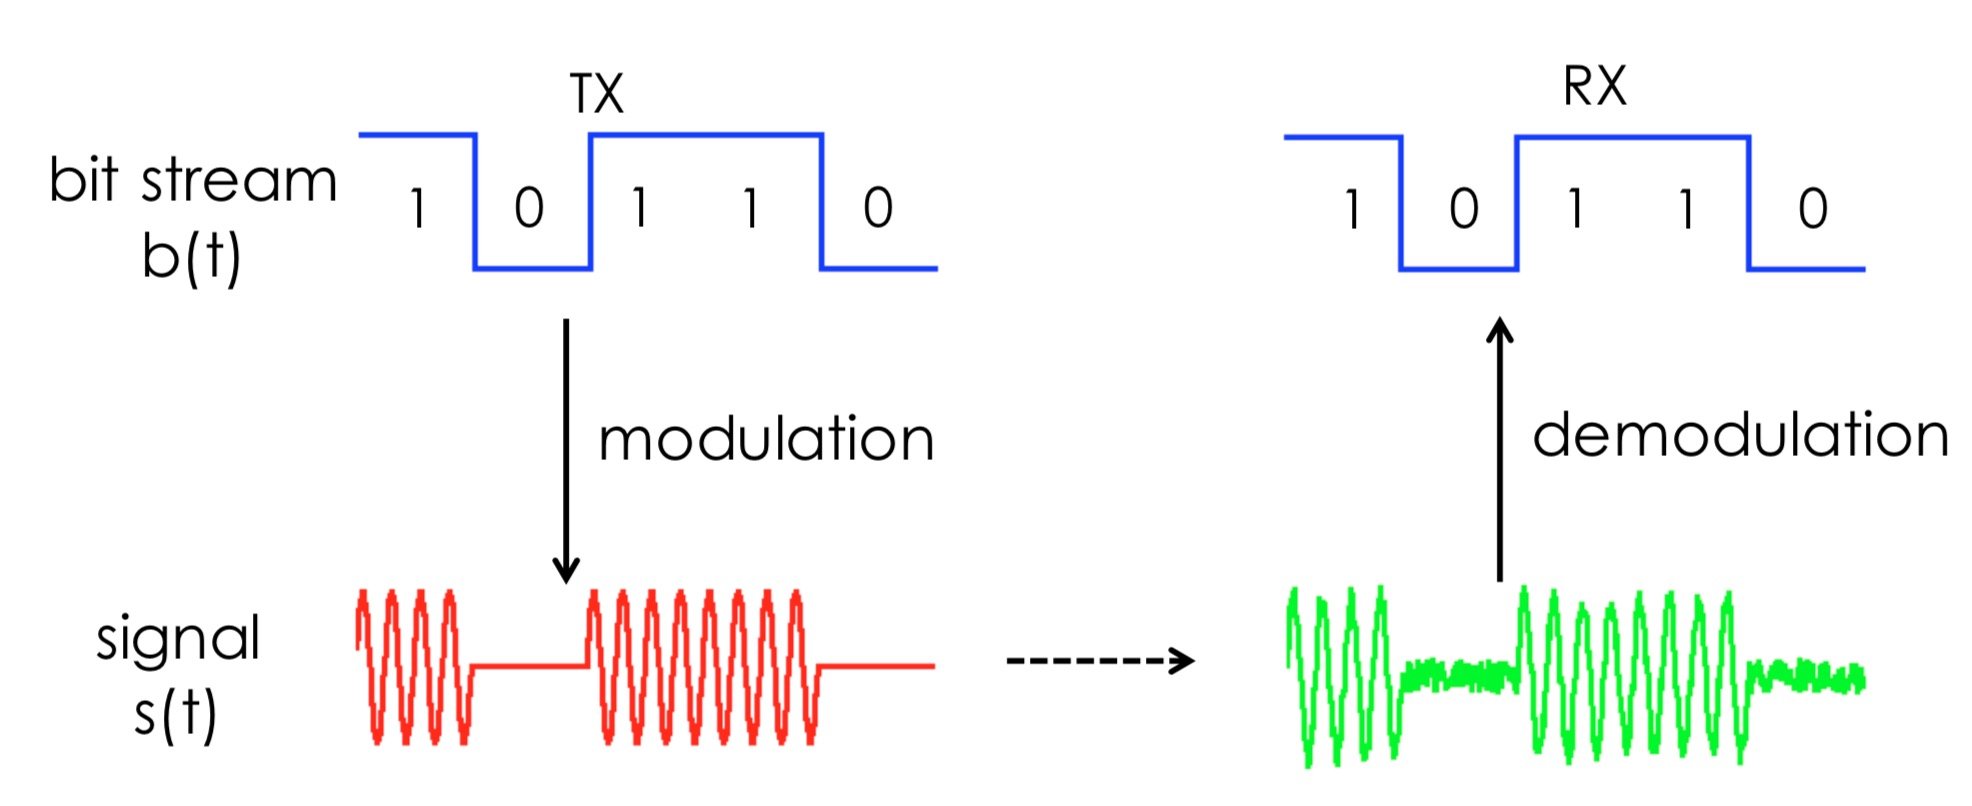 TX
RX
bit stream
b(t)
1 0 1 1 0
1 0 1 1 0
modulation
demodulation
signal
s(t)